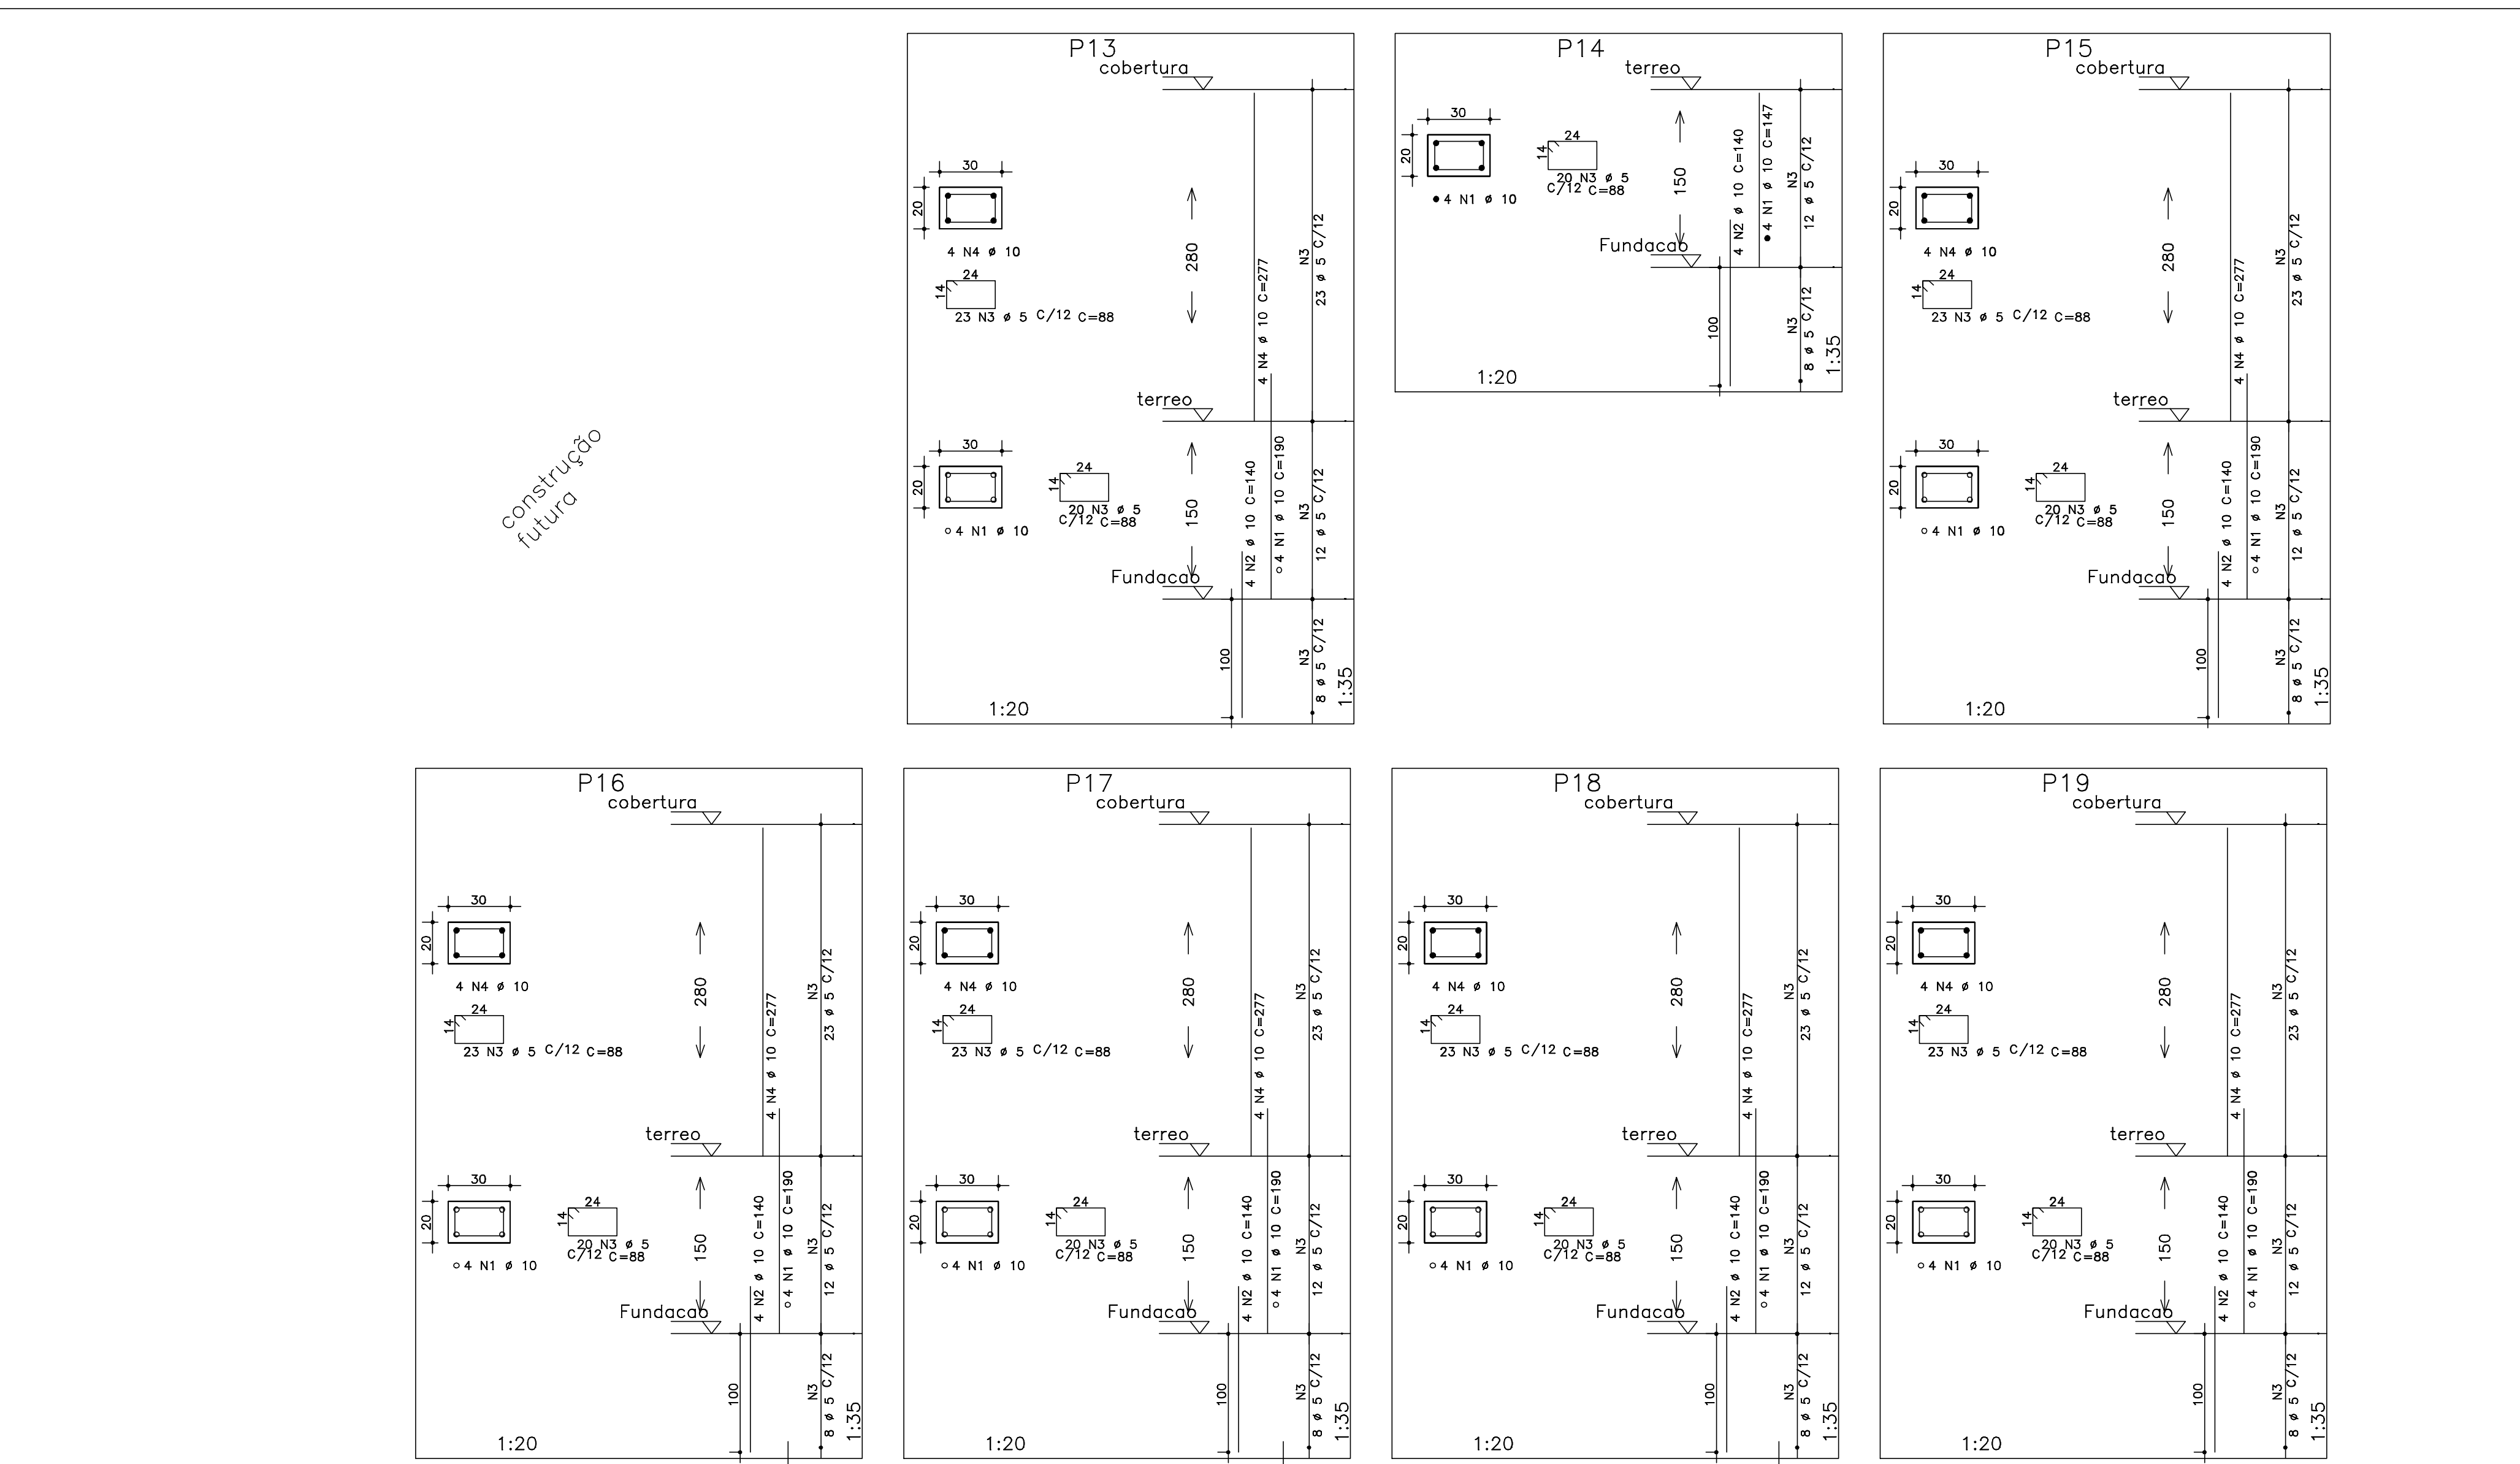 construção
futura
P13
cobertura
30
20
4 N4 ø 10
24
14
23 N3 ø 5 C/12 C=88
280
4 N4 ø 10 C=277
N3
23 ø 5 C/12
terreo
30
20
○ 4 N1 ø 10
24
14
20 N3 ø 5
C/12 C=88
150
4 N2 ø 10 C=140
○ 4 N1 ø 10 C=190
N3
12 ø 5 C/12
Fundacao
100
N3
8 ø 5 C/12
1:20
1:35
P14
terreo
30
20
● 4 N1 ø 10
24
14
20 N3 ø 5
C/12 C=88
150
4 N2 ø 10 C=140
● 4 N1 ø 10 C=147
N3
12 ø 5 C/12
Fundacao
100
N3
8 ø 5 C/12
1:20
1:35
P15
cobertura
30
20
4 N4 ø 10
24
14
23 N3 ø 5 C/12 C=88
280
4 N4 ø 10 C=277
N3
23 ø 5 C/12
terreo
30
20
○ 4 N1 ø 10
24
14
20 N3 ø 5
C/12 C=88
150
4 N2 ø 10 C=140
○ 4 N1 ø 10 C=190
N3
12 ø 5 C/12
Fundacao
100
N3
8 ø 5 C/12
1:20
1:35
P16
cobertura
30
20
4 N4 ø 10
24
14
23 N3 ø 5 C/12 C=88
280
4 N4 ø 10 C=277
N3
23 ø 5 C/12
terreo
30
20
○ 4 N1 ø 10
24
14
20 N3 ø 5
C/12 C=88
150
4 N2 ø 10 C=140
○ 4 N1 ø 10 C=190
N3
12 ø 5 C/12
Fundacao
100
N3
8 ø 5 C/12
1:20
1:35
P17
cobertura
30
20
4 N4 ø 10
24
14
23 N3 ø 5 C/12 C=88
280
4 N4 ø 10 C=277
N3
23 ø 5 C/12
terreo
30
20
○ 4 N1 ø 10
24
14
20 N3 ø 5
C/12 C=88
150
4 N2 ø 10 C=140
○ 4 N1 ø 10 C=190
N3
12 ø 5 C/12
Fundacao
100
N3
8 ø 5 C/12
1:20
1:35
P18
cobertura
30
20
4 N4 ø 10
24
14
23 N3 ø 5 C/12 C=88
280
4 N4 ø 10 C=277
N3
23 ø 5 C/12
terreo
30
20
○ 4 N1 ø 10
24
14
20 N3 ø 5
C/12 C=88
150
4 N2 ø 10 C=140
○ 4 N1 ø 10 C=190
N3
12 ø 5 C/12
Fundacao
100
N3
8 ø 5 C/12
1:20
1:35
P19
cobertura
30
20
4 N4 ø 10
24
14
23 N3 ø 5 C/12 C=88
280
4 N4 ø 10 C=277
N3
23 ø 5 C/12
terreo
30
20
○ 4 N1 ø 10
24
14
20 N3 ø 5
C/12 C=88
150
4 N2 ø 10 C=140
○ 4 N1 ø 10 C=190
N3
12 ø 5 C/12
Fundacao
100
N3
8 ø 5 C/12
1:20
1:35